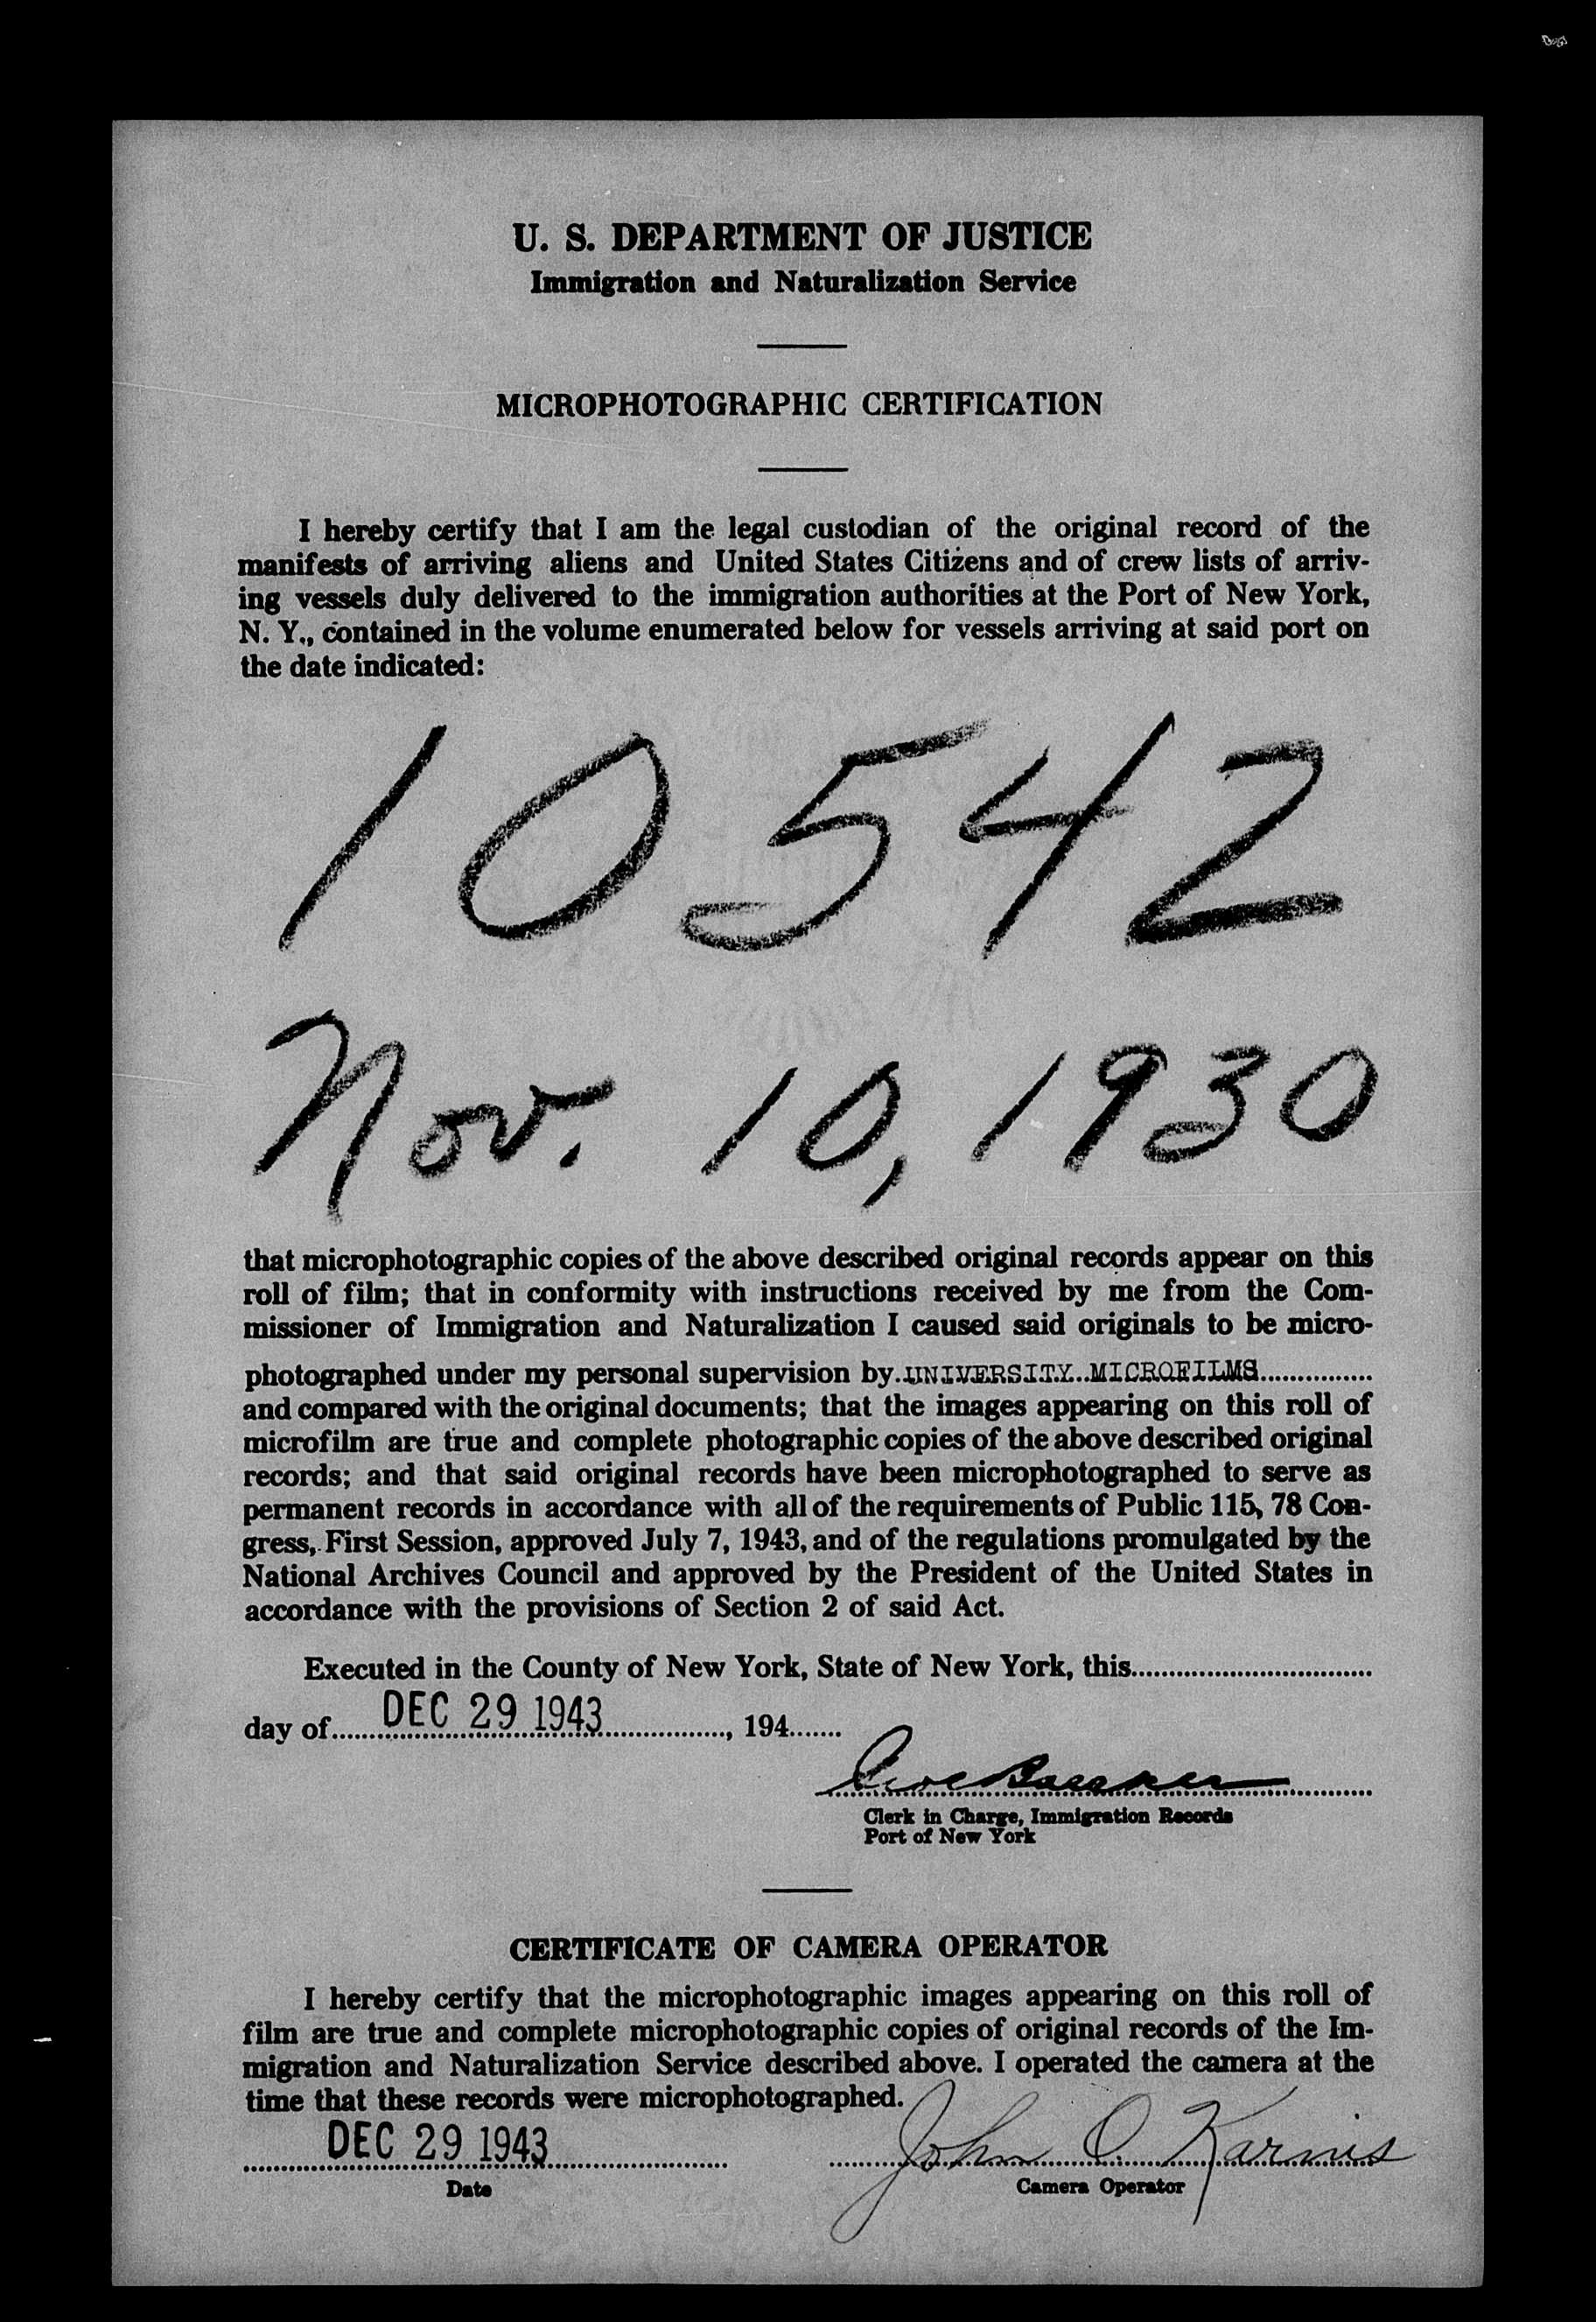 U. S. DEPARTMENT OF JUSTICE
Immigration and Naturalization Service
MICROPHOTOGRAPHIC CERTIFICATION
I hereby certify that I am the legal custodian of the original record of the
manifests of arriving aliens and United States Citizens and of crew lists of arriv-
ing vessels duly delivered to the immigration authorities at the Port of New York,
N. Y., contained in the volume enumerated below for vessels arriving at said port on
the date indicated:
10542
Nov. 10, 1930
that microphotographic copies of the above described original records appear on this
roll of film; that in conformity with instructions received by me from the Com-
missioner of Immigration and Naturalization I caused said originals to be micro-
photographed under my personal supervision by UNIVERSITY MICROFILMS
and compared with the original documents; that the images appearing on this roll of
microfilm are true and complete photographic copies of the above described original
records; and that said original records have been microphotographed to serve as
permanent records in accordance with all of the requirements of Public 115, 78 Con-
gress, First Session, approved July 7, 1943, and of the regulations promulgated by the
National Archives Council and approved by the President of the United States in
accordance with the provisions of Section 2 of said Act.
Executed in the County of New York, State of New York, this
day of DEC 29 1943, 194
Clerk in Charge, Immigration Records
Port of New York
CERTIFICATE OF CAMERA OPERATOR
I hereby certify that the microphotographic images appearing on this roll of
film are true and complete microphotographic copies of original records of the Im-
migration and Naturalization Service described above. I operated the camera at the
time that these records were microphotographed.
DEC 29 1943 John O. Karnis
Date Camera Operator